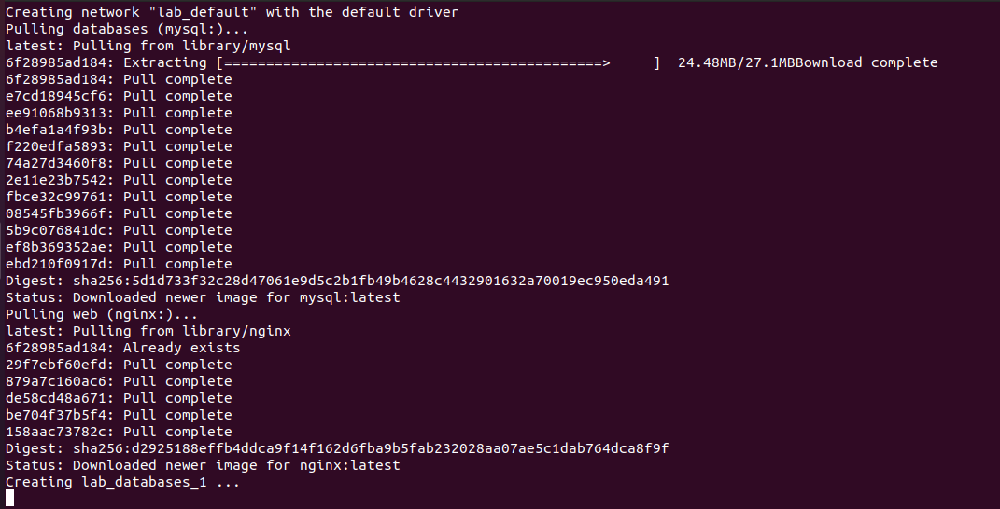 Creating network "lab_default" with the default driver
Pulling databases (mysql:)...
latest: Pulling from library/mysql
6f28985ad184: Extracting [=============================================>     ]  24.48MB/27.1MBBownload complete
6f28985ad184: Pull complete
e7cd18945cf6: Pull complete
ee91068b9313: Pull complete
b4efa1a4f93b: Pull complete
f220edfa5893: Pull complete
74a27d3460f8: Pull complete
2e11e23b7542: Pull complete
fbce32c99761: Pull complete
08545fb3966f: Pull complete
5b9c076841dc: Pull complete
ef8b369352ae: Pull complete
ebd210f0917d: Pull complete
Digest: sha256:5d1d733f32c28d47061e9d5c2b1fb49b4628c4432901632a70019ec950eda491
Status: Downloaded newer image for mysql:latest
Pulling web (nginx:)...
latest: Pulling from library/nginx
6f28985ad184: Already exists
29f7ebf60efd: Pull complete
879a7c160ac6: Pull complete
de58cd48a671: Pull complete
be704f37b5f4: Pull complete
158aac73782c: Pull complete
Digest: sha256:d2925188effb4ddca9f14f162d6fba9b5fab232028aa07ae5c1dab764dca8f9f
Status: Downloaded newer image for nginx:latest
Creating lab_databases_1 ...